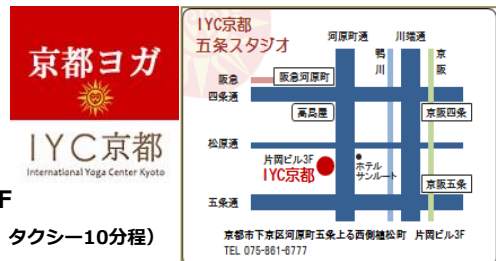 京都ヨガ
IYC京都
International Yoga Center Kyoto
F
タクシー10分程）
IYC京都
五条スタジオ
河原町通
川端通
鴨川
京阪
阪急
阪急河原町
四条通
高島屋
京阪四条
松原通
片岡ビル3F
IYC京都
ホテル
サンルート
京阪五条
五条通
京都市下京区河原町五条上る西側植松町 片岡ビル3F
TEL 075-861-6777